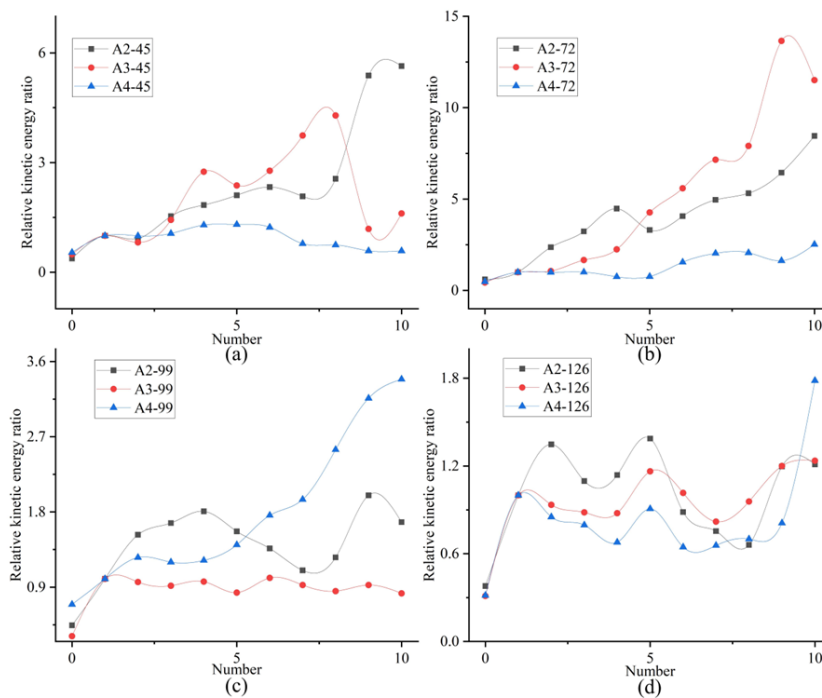 6
3
0
Relative kinetic energy ratio
A2-45
A3-45
A4-45
0
5
10
Number
(a)
15
10
5
0
Relative kinetic energy ratio
A2-72
A3-72
A4-72
0
5
10
Number
(b)
3.6
2.7
1.8
0.9
Relative kinetic energy ratio
A2-99
A3-99
A4-99
0
5
10
Number
(c)
1.8
1.2
0.6
0.0
Relative kinetic energy ratio
A2-126
A3-126
A4-126
0
5
10
Number
(d)